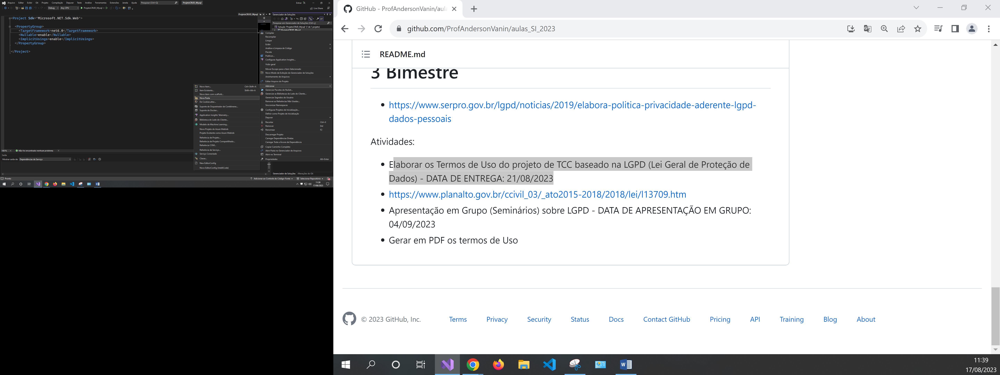 Arquivo Editar Exibir Git Projeto Compilação Depurar Teste Análise Ferramentas Extensões Janela Ajuda Pesquisar (Ctrl+Q) ProjetoCRUD_Mysql Entrar
Debug Any CPU ProjetoCRUD_Mysql Live Share
ProjetoCRUD_Mysql
<Project Sdk="Microsoft.NET.Sdk.Web">
<PropertyGroup>
<TargetFramework>net6.0</TargetFramework>
<Nullable>enable</Nullable>
<ImplicitUsings>enable</ImplicitUsings>
</PropertyGroup>
</Project>
Gerenciador de Soluções
Pesquisar em Gerenciador de Soluções (Ctrl+ç)
Solução 'ProjetoCRUD_Mysql' (1 de 1 projeto)
ProjetoCRUD_Mysql
Compilar
Recompilar
Limpar
Exibir
Análise e Limpeza de Código
Pacote
Publicar...
Configurar Application Insights...
Visão geral
Mover Escopo para o Item Selecionado
Novo Modo de Exibição do Gerenciador de Soluções
Aninhamento de Arquivos
Editar Arquivo do Projeto
Adicionar
Gerenciar Pacotes do NuGet...
Gerenciar as Bibliotecas do Lado do Cliente...
Gerenciar Segredos do Usuário
Remover as Referências Não Usadas...
Sincronizar Namespaces
Configurar Projetos de Inicialização...
Definir como Projeto de Inicialização
Depurar
Recortar Ctrl+X
Remover Del
Renomear F2
Descarregar Projeto
Carregar Dependências Diretas
Carregar Toda a Árvore de Dependência
Copiar Caminho Completo
Abrir Pasta no Gerenciador de Arquivos
Abrir no Terminal
Propriedades Alt+Enter
Novo Item... Ctrl+Shift+A
Item Existente... Shift+Alt+A
Novo item com scaffold...
Nova Pasta
De Cookiecutter...
Suporte de Orquestrador de Contêineres...
Suporte do Docker...
Application Insights Telemetry...
Biblioteca do Lado do Cliente...
Modelo de Machine Learning...
Novo Projeto do Azure Weblob
Projeto Existente como Azure Weblob
Referência de Projeto...
Referência de Projeto Compartilhado...
Referência COM...
Referência de Serviço...
Serviço Conectado
Classe...
New EditorConfig
Novo EditorConfig (IntelliCode)
100 % Não foi encontrado nenhum problema
Saída
Mostrar saída de: Dependências de Serviço
Gerenciador de Soluções Alterações do Git
Pronto Adicionar ao Controle do Código-Fonte Selecionar Repositório
11:39
17/08/2023
GitHub - ProfAndersonVanin/aula
github.com/ProfAndersonVanin/aulas_SI_2023
README.md
3 Bimestre
https://www.serpro.gov.br/lgpd/noticias/2019/elabora-politica-privacidade-aderente-lgpd-
dados-pessoais
Atividades:
Elaborar os Termos de Uso do projeto de TCC baseado na LGPD (Lei Geral de Proteção de
Dados) - DATA DE ENTREGA: 21/08/2023
https://www.planalto.gov.br/ccivil_03/_ato2015-2018/2018/lei/l13709.htm
Apresentação em Grupo (Seminários) sobre LGPD - DATA DE APRESENTAÇÃO EM GRUPO:
04/09/2023
Gerar em PDF os termos de Uso
© 2023 GitHub, Inc. Terms Privacy Security Status Docs Contact GitHub Pricing API Training Blog About
11:39
17/08/2023